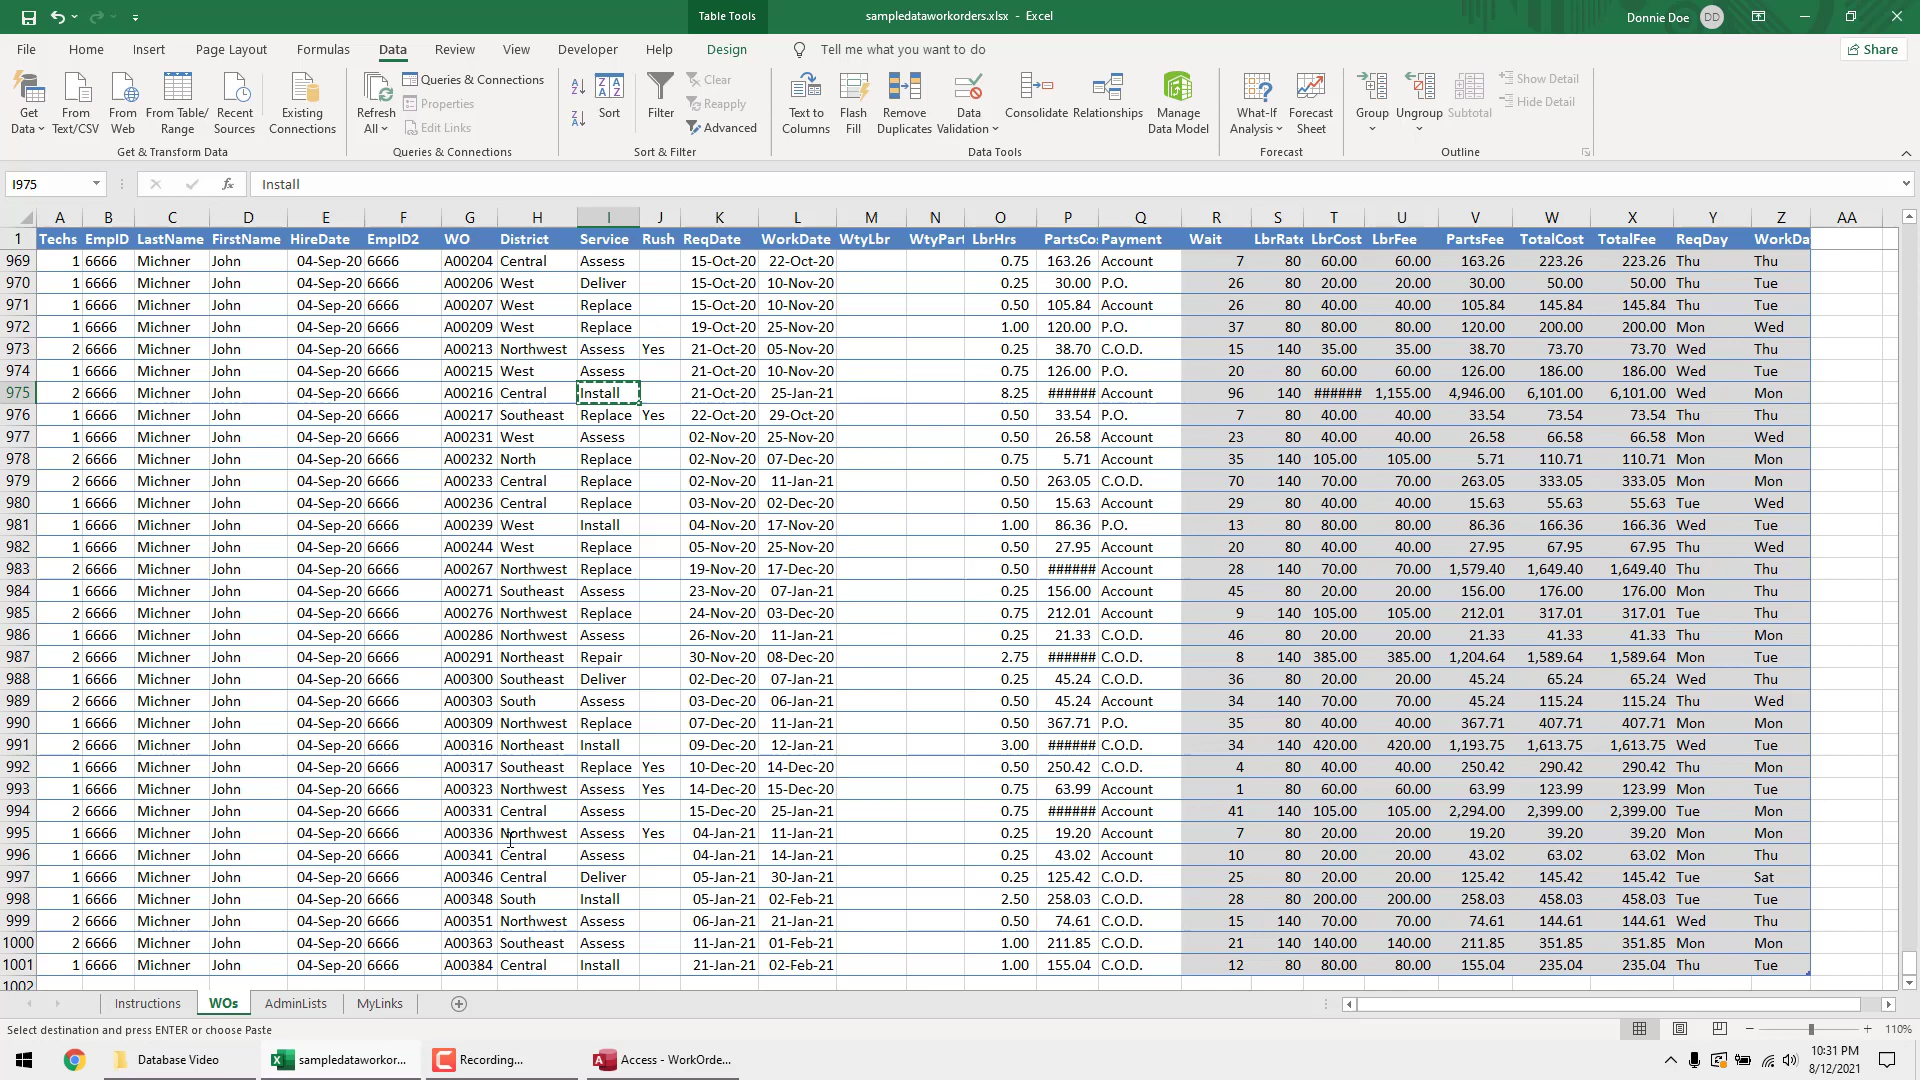 Table Tools
sampledataworkorders.xlsx - Excel
Donnie Doe DD
File Home Insert Page Layout Formulas Data Review View Developer Help Design Tell me what you want to do Share
Get Data
From Text/CSV
From Web
From Table/ Range
Recent Sources
Existing Connections
Get & Transform Data
Refresh All
Queries & Connections
Properties
Edit Links
Queries & Connections
Sort
Filter
Clear
Reapply
Advanced
Sort & Filter
Text to Columns
Flash Fill
Remove Duplicates
Data Validation
Consolidate
Relationships
Manage Data Model
Data Tools
What-If Analysis
Forecast Sheet
Forecast
Group
Ungroup
Subtotal
Show Detail
Hide Detail
Outline
I975 fx Install
A B C D E F G H I J K L M N O P Q R S T U V W X Y Z AA
1 Techs EmpID LastName FirstName HireDate EmpID2 WO District Service Rush ReqDate WorkDate WtyLbr WtyPart LbrHrs PartsCo Payment Wait LbrRate LbrCost LbrFee PartsFee TotalCost TotalFee ReqDay WorkDa
969 1 6666 Michner John 04-Sep-20 6666 A00204 Central Assess 15-Oct-20 22-Oct-20 0.75 163.26 Account 7 80 60.00 60.00 163.26 223.26 223.26 Thu Thu
970 1 6666 Michner John 04-Sep-20 6666 A00206 West Deliver 15-Oct-20 10-Nov-20 0.25 30.00 P.O. 26 80 20.00 20.00 30.00 50.00 50.00 Thu Tue
971 1 6666 Michner John 04-Sep-20 6666 A00207 West Replace 15-Oct-20 10-Nov-20 0.50 105.84 Account 26 80 40.00 40.00 105.84 145.84 145.84 Thu Tue
972 1 6666 Michner John 04-Sep-20 6666 A00209 West Replace 19-Oct-20 25-Nov-20 1.00 120.00 P.O. 37 80 80.00 80.00 120.00 200.00 200.00 Mon Wed
973 2 6666 Michner John 04-Sep-20 6666 A00213 Northwest Assess Yes 21-Oct-20 05-Nov-20 0.25 38.70 C.O.D. 15 140 35.00 35.00 38.70 73.70 73.70 Wed Thu
974 1 6666 Michner John 04-Sep-20 6666 A00215 West Assess 21-Oct-20 10-Nov-20 0.75 126.00 P.O. 20 80 60.00 60.00 126.00 186.00 186.00 Wed Tue
975 2 6666 Michner John 04-Sep-20 6666 A00216 Central Install 21-Oct-20 25-Jan-21 8.25 ###### Account 96 140 ###### 1,155.00 4,946.00 6,101.00 6,101.00 Wed Mon
976 1 6666 Michner John 04-Sep-20 6666 A00217 Southeast Replace Yes 22-Oct-20 29-Oct-20 0.50 33.54 P.O. 7 80 40.00 40.00 33.54 73.54 73.54 Thu Thu
977 1 6666 Michner John 04-Sep-20 6666 A00231 West Assess 02-Nov-20 25-Nov-20 0.50 26.58 Account 23 80 40.00 40.00 26.58 66.58 66.58 Mon Wed
978 2 6666 Michner John 04-Sep-20 6666 A00232 North Replace 02-Nov-20 07-Dec-20 0.75 5.71 Account 35 140 105.00 105.00 5.71 110.71 110.71 Mon Mon
979 2 6666 Michner John 04-Sep-20 6666 A00233 Central Replace 02-Nov-20 11-Jan-21 0.50 263.05 C.O.D. 70 140 70.00 70.00 263.05 333.05 333.05 Mon Mon
980 1 6666 Michner John 04-Sep-20 6666 A00236 Central Replace 03-Nov-20 02-Dec-20 0.50 15.63 Account 29 80 40.00 40.00 15.63 55.63 55.63 Tue Wed
981 1 6666 Michner John 04-Sep-20 6666 A00239 West Install 04-Nov-20 17-Nov-20 1.00 86.36 P.O. 13 80 80.00 80.00 86.36 166.36 166.36 Wed Tue
982 1 6666 Michner John 04-Sep-20 6666 A00244 West Replace 05-Nov-20 25-Nov-20 0.50 27.95 Account 20 80 40.00 40.00 27.95 67.95 67.95 Thu Wed
983 2 6666 Michner John 04-Sep-20 6666 A00267 Northwest Replace 19-Nov-20 17-Dec-20 0.50 ###### Account 28 140 70.00 70.00 1,579.40 1,649.40 1,649.40 Thu Thu
984 1 6666 Michner John 04-Sep-20 6666 A00271 Southeast Assess 23-Nov-20 07-Jan-21 0.25 156.00 Account 45 80 20.00 20.00 156.00 176.00 176.00 Mon Thu
985 2 6666 Michner John 04-Sep-20 6666 A00276 Northwest Replace 24-Nov-20 03-Dec-20 0.75 212.01 Account 9 140 105.00 105.00 212.01 317.01 317.01 Tue Thu
986 1 6666 Michner John 04-Sep-20 6666 A00286 Northwest Assess 26-Nov-20 11-Jan-21 0.25 21.33 C.O.D. 46 80 20.00 20.00 21.33 41.33 41.33 Thu Mon
987 2 6666 Michner John 04-Sep-20 6666 A00291 Northeast Repair 30-Nov-20 08-Dec-20 2.75 ###### C.O.D. 8 140 385.00 385.00 1,204.64 1,589.64 1,589.64 Mon Tue
988 1 6666 Michner John 04-Sep-20 6666 A00300 Southeast Deliver 02-Dec-20 07-Jan-21 0.25 45.24 C.O.D. 36 80 20.00 20.00 45.24 65.24 65.24 Wed Thu
989 2 6666 Michner John 04-Sep-20 6666 A00303 South Assess 03-Dec-20 06-Jan-21 0.50 45.24 Account 34 140 70.00 70.00 45.24 115.24 115.24 Thu Wed
990 1 6666 Michner John 04-Sep-20 6666 A00309 Northwest Replace 07-Dec-20 11-Jan-21 0.50 367.71 P.O. 35 80 40.00 40.00 367.71 407.71 407.71 Mon Mon
991 2 6666 Michner John 04-Sep-20 6666 A00316 Northeast Install 09-Dec-20 12-Jan-21 3.00 ###### C.O.D. 34 140 420.00 420.00 1,193.75 1,613.75 1,613.75 Wed Tue
992 1 6666 Michner John 04-Sep-20 6666 A00317 Southeast Replace Yes 10-Dec-20 14-Dec-20 0.50 250.42 C.O.D. 4 80 40.00 40.00 250.42 290.42 290.42 Thu Mon
993 1 6666 Michner John 04-Sep-20 6666 A00323 Northwest Assess Yes 14-Dec-20 15-Dec-20 0.75 63.99 Account 1 80 60.00 60.00 63.99 123.99 123.99 Mon Tue
994 2 6666 Michner John 04-Sep-20 6666 A00331 Central Assess 15-Dec-20 25-Jan-21 0.75 ###### Account 41 140 105.00 105.00 2,294.00 2,399.00 2,399.00 Tue Mon
995 1 6666 Michner John 04-Sep-20 6666 A00336 Northwest Assess Yes 04-Jan-21 11-Jan-21 0.25 19.20 Account 7 80 20.00 20.00 19.20 39.20 39.20 Mon Mon
996 1 6666 Michner John 04-Sep-20 6666 A00341 Central Assess 04-Jan-21 14-Jan-21 0.25 43.02 Account 10 80 20.00 20.00 43.02 63.02 63.02 Mon Thu
997 1 6666 Michner John 04-Sep-20 6666 A00346 Central Deliver 05-Jan-21 30-Jan-21 0.25 125.42 C.O.D. 25 80 20.00 20.00 125.42 145.42 145.42 Tue Sat
998 1 6666 Michner John 04-Sep-20 6666 A00348 South Install 05-Jan-21 02-Feb-21 2.50 258.03 C.O.D. 28 80 200.00 200.00 258.03 458.03 458.03 Tue Tue
999 2 6666 Michner John 04-Sep-20 6666 A00351 Northwest Assess 06-Jan-21 21-Jan-21 0.50 74.61 C.O.D. 15 140 70.00 70.00 74.61 144.61 144.61 Wed Thu
1000 2 6666 Michner John 04-Sep-20 6666 A00363 Southeast Assess 11-Jan-21 01-Feb-21 1.00 211.85 C.O.D. 21 140 140.00 140.00 211.85 351.85 351.85 Mon Mon
1001 1 6666 Michner John 04-Sep-20 6666 A00384 Central Install 21-Jan-21 02-Feb-21 1.00 155.04 C.O.D. 12 80 80.00 80.00 155.04 235.04 235.04 Thu Tue
1002
Instructions WOs AdminLists MyLinks
Select destination and press ENTER or choose Paste
110%
Database Video sampledataworkor... Recording... Access - WorkOrde...
10:31 PM
8/12/2021